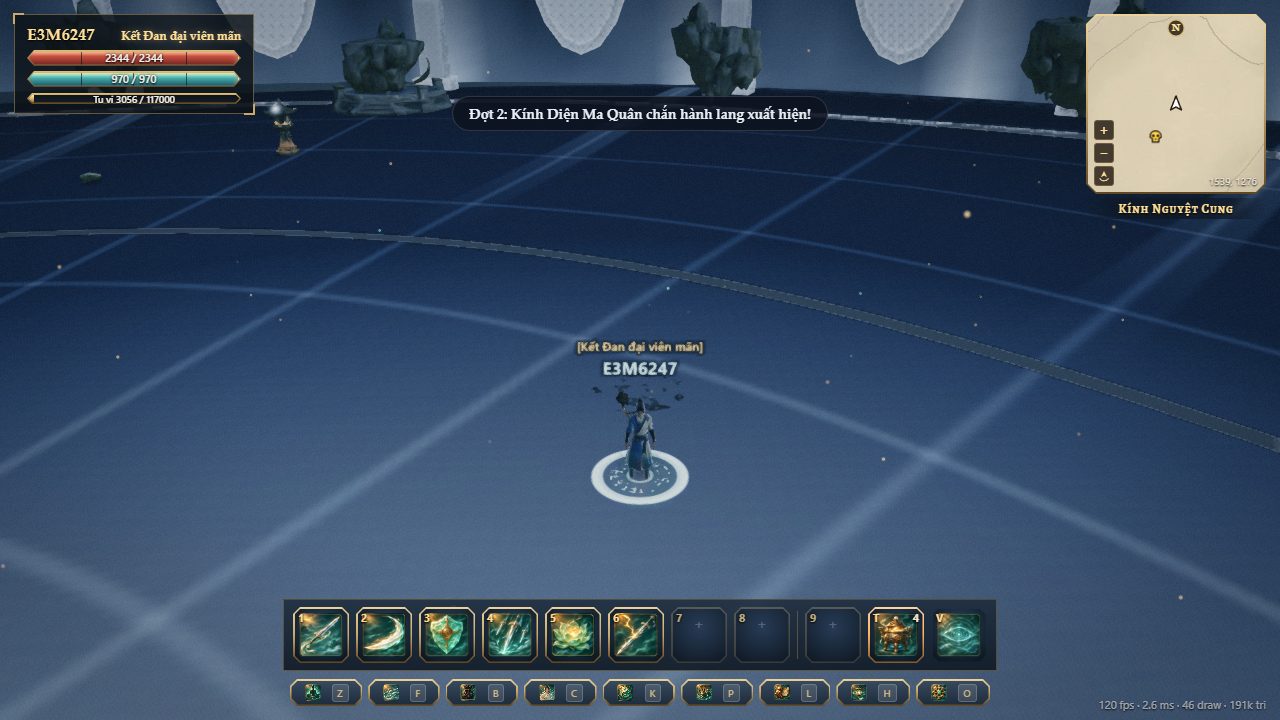 E3M6247 Kết Đan đại viên mãn
2344 / 2344
970 / 970
Tu vi 3056 / 117000
Đợt 2: Kính Diện Ma Quân chắn hành lang xuất hiện!
N
+
−
1539, 1276
Kính Nguyệt Cung
[Kết Đan đại viên mãn]
E3M6247
1 2 3 4 5 6 7 8 9 T 4 V
Z F B C K P L H O
120 fps · 2.6 ms · 46 draw · 191k tri